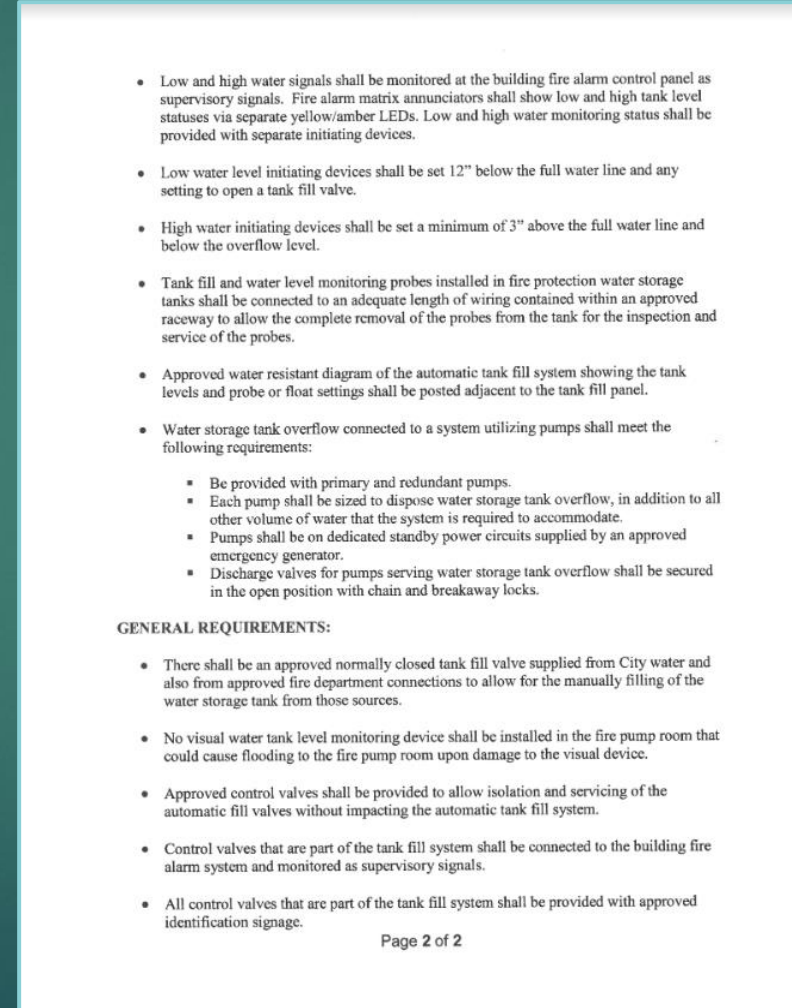 • Low and high water signals shall be monitored at the building fire alarm control panel as
supervisory signals. Fire alarm matrix annunciators shall show low and high tank level
statuses via separate yellow/amber LEDs. Low and high water monitoring status shall be
provided with separate initiating devices.
• Low water level initiating devices shall be set 12” below the full water line and any
setting to open a tank fill valve.
• High water initiating devices shall be set a minimum of 3” above the full water line and
below the overflow level.
• Tank fill and water level monitoring probes installed in fire protection water storage
tanks shall be connected to an adequate length of wiring contained within an approved
raceway to allow the complete removal of the probes from the tank for the inspection and
service of the probes.
• Approved water resistant diagram of the automatic tank fill system showing the tank
levels and probe or float settings shall be posted adjacent to the tank fill panel.
• Water storage tank overflow connected to a system utilizing pumps shall meet the
following requirements:
▪ Be provided with primary and redundant pumps.
▪ Each pump shall be sized to dispose water storage tank overflow, in addition to all
other volume of water that the system is required to accommodate.
▪ Pumps shall be on dedicated standby power circuits supplied by an approved
emergency generator.
▪ Discharge valves for pumps serving water storage tank overflow shall be secured
in the open position with chain and breakaway locks.
GENERAL REQUIREMENTS:
• There shall be an approved normally closed tank fill valve supplied from City water and
also from approved fire department connections to allow for the manually filling of the
water storage tank from those sources.
• No visual water tank level monitoring device shall be installed in the fire pump room that
could cause flooding to the fire pump room upon damage to the visual device.
• Approved control valves shall be provided to allow isolation and servicing of the
automatic fill valves without impacting the automatic tank fill system.
• Control valves that are part of the tank fill system shall be connected to the building fire
alarm system and monitored as supervisory signals.
• All control valves that are part of the tank fill system shall be provided with approved
identification signage.
Page 2 of 2